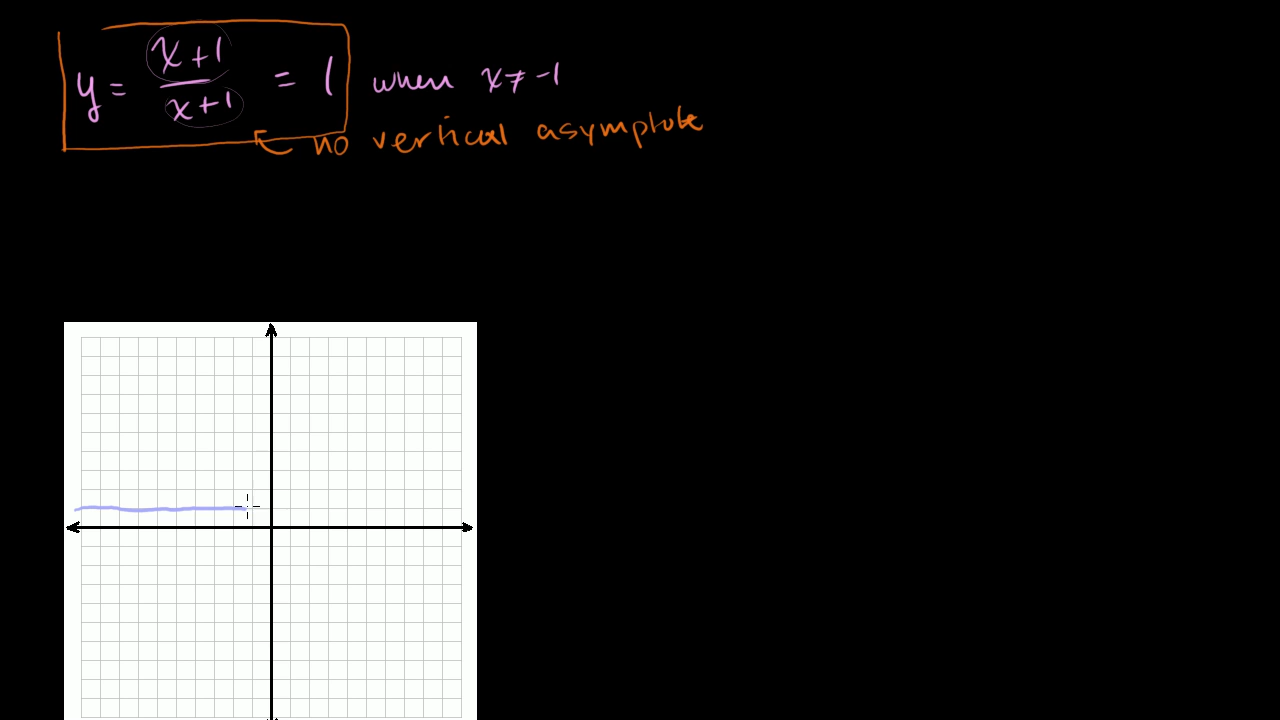 y = x+1 / x+1 = 1 when x ≠ -1
no vertical asymptote